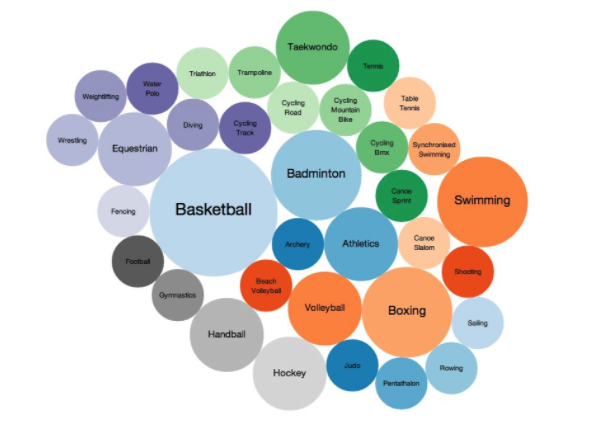 Taekwondo
Tennis
Triathlon
Trampoline
Water
Polo
Weightlifting
Cycling
Road
Cycling
Mountain
Bike
Table
Tennis
Diving
Cycling
Track
Wrestling
Equestrian
Cycling
Bmx
Synchronised
Swimming
Badminton
Canoe
Sprint
Swimming
Fencing
Basketball
Archery
Athletics
Canoe
Slalom
Football
Shooting
Beach
Volleyball
Gymnastics
Volleyball
Boxing
Sailing
Handball
Hockey
Judo
Rowing
Pentathalon